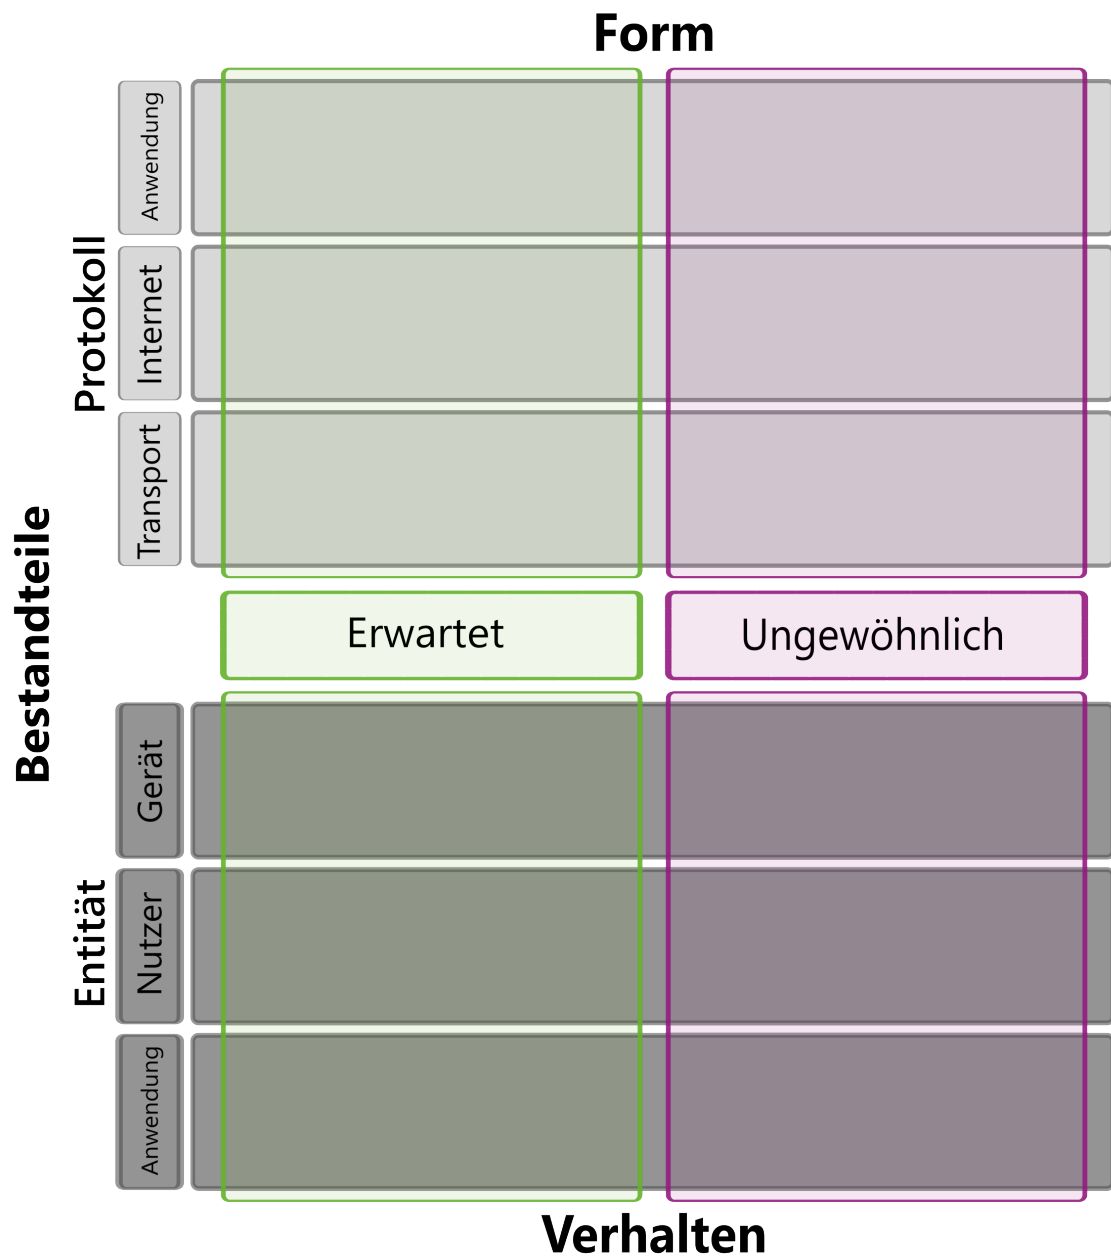 Form
Anwendung
Internet
Protokoll
Transport
Bestandteile
Erwartet
Ungewöhnlich
Gerät
Nutzer
Entität
Anwendung
Verhalten